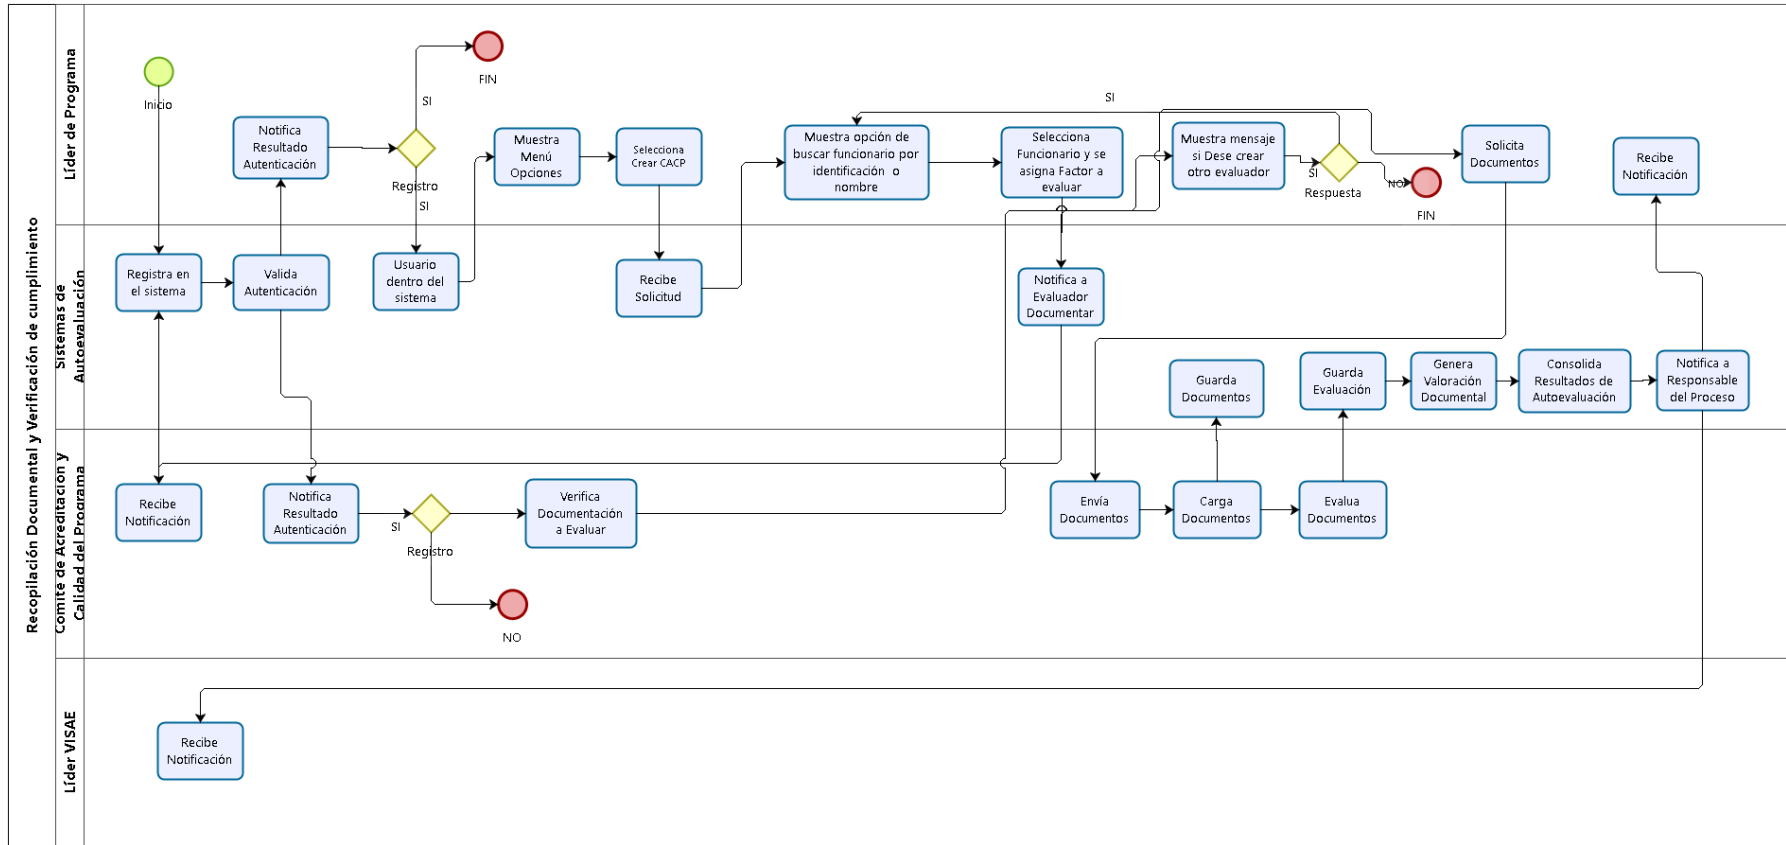 Recopilación Documental y Verificación de cumplimiento
Líder de Programa
Inicio
Notifica
Resultado
Autenticación
SI
FIN
Registro
SI
Muestra
Menú
Opciones
Selecciona
Crear CACP
Muestra opción de
buscar funcionario por
identificación o
nombre
Selecciona
Funcionario y se
asigna Factor a
evaluar
SI
Muestra mensaje
si Dese crear
otro evaluador
SI
Respuesta
NO
FIN
Solicita
Documentos
Recibe
Notificación
Sistemas de
Autoevaluación
Registra en
el sistema
Valida
Autenticación
Usuario
dentro del
sistema
Recibe
Solicitud
Notifica a
Evaluador
Documentar
Guarda
Documentos
Guarda
Evaluación
Genera
Valoración
Documental
Consolida
Resultados de
Autoevaluación
Notifica a
Responsable
del Proceso
Comité de Acreditación y
Calidad del Programa
Recibe
Notificación
Notifica
Resultado
Autenticación
SI
Registro
Verifica
Documentación
a Evaluar
NO
Envía
Documentos
Carga
Documentos
Evalua
Documentos
Líder VISAE
Recibe
Notificación